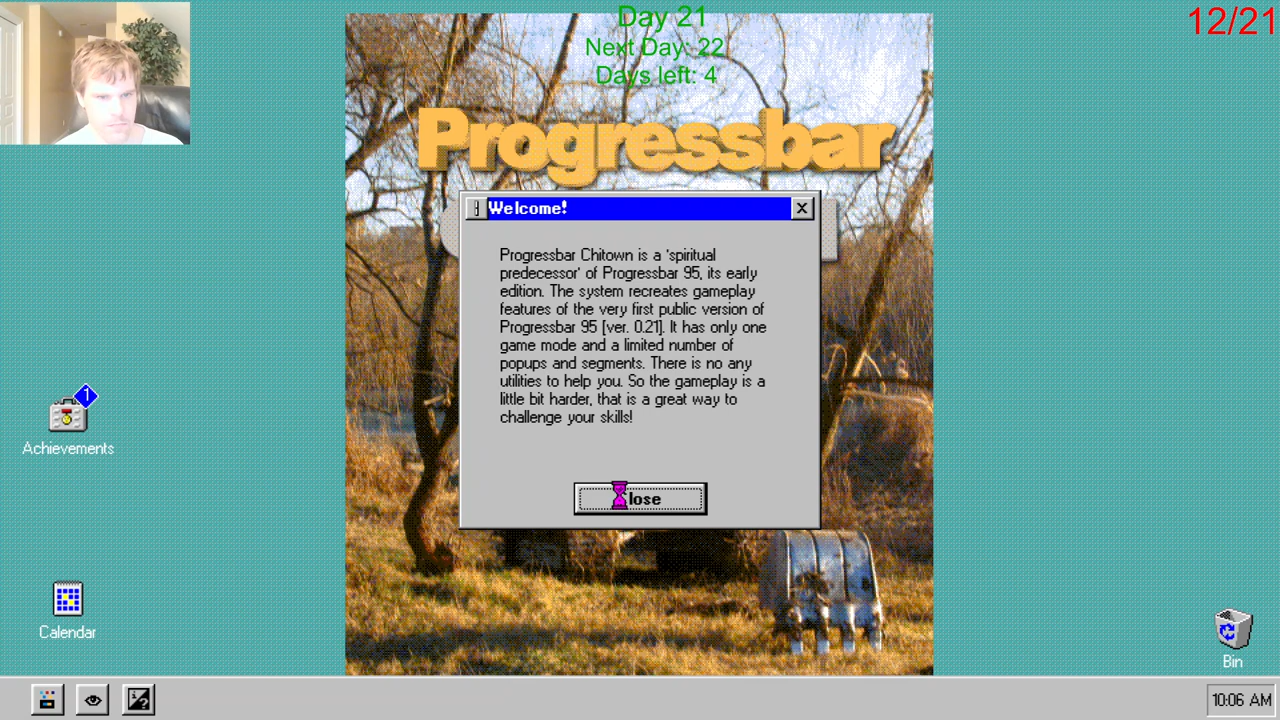 Day 21
Next Day: 22
Days left: 4
12/21
Progressbar
Welcome!
Progressbar Chitown is a 'spiritual
predecessor' of Progressbar 95, its early
edition. The system recreates gameplay
features of the very first public version of
Progressbar 95 [ver. 0.21]. It has only one
game mode and a limited number of
popups and segments. There is no any
utilities to help you. So the gameplay is a
little bit harder, that is a great way to
challenge your skills!
lose
1
Achievements
Calendar
Bin
10:06 AM